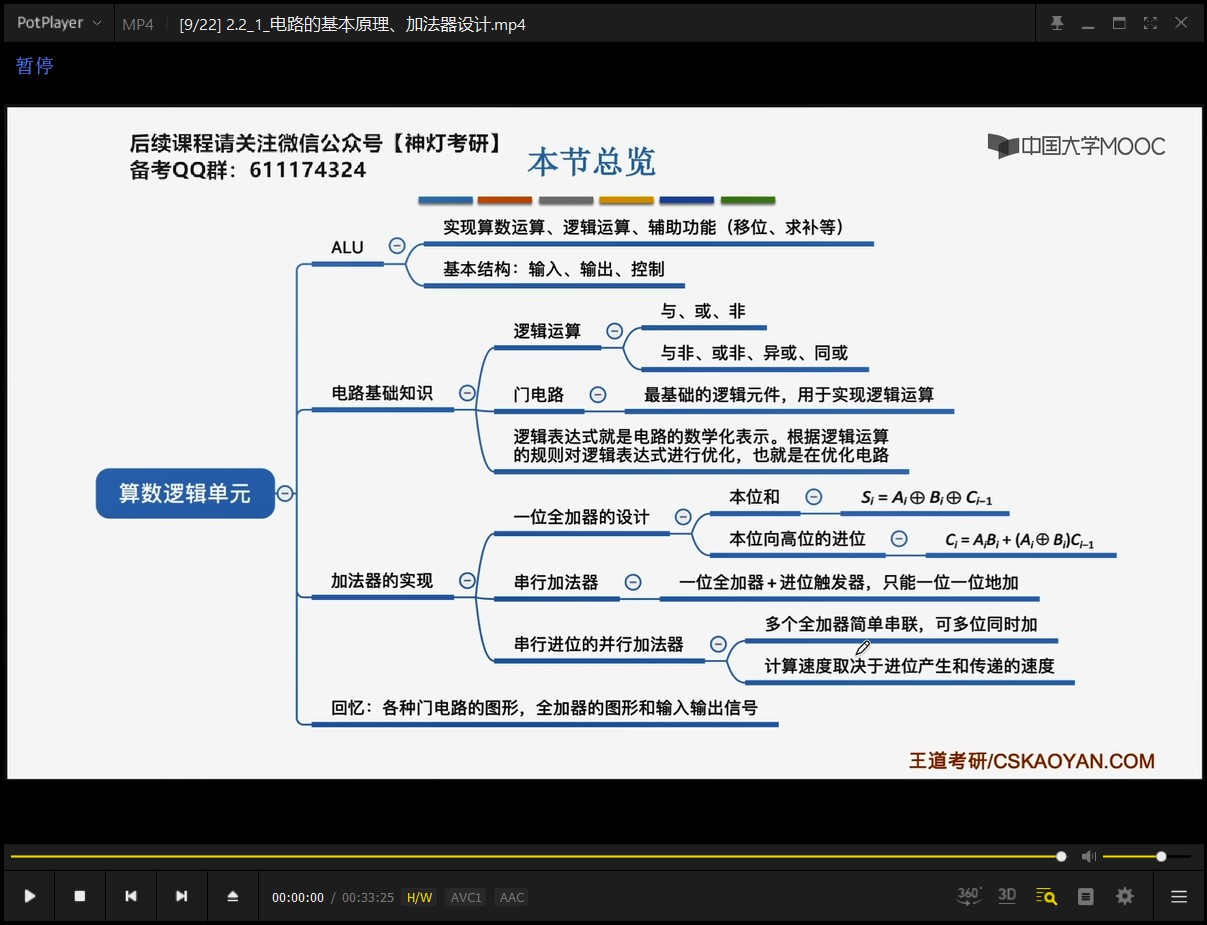 PotPlayer
MP4
[9/22] 2.2_1_电路的基本原理、加法器设计.mp4
暂停
后续课程请关注微信公众号【神灯考研】
备考QQ群：611174324
本节总览
中国大学MOOC
实现算数运算、逻辑运算、辅助功能（移位、求补等）
ALU
基本结构：输入、输出、控制
与、或、非
逻辑运算
与非、或非、异或、同或
电路基础知识
门电路
最基础的逻辑元件，用于实现逻辑运算
逻辑表达式就是电路的数学化表示。根据逻辑运算
的规则对逻辑表达式进行优化，也就是在优化电路
算数逻辑单元
本位和
Sᵢ = Aᵢ ⊕ Bᵢ ⊕ Cᵢ₋₁
一位全加器的设计
本位向高位的进位
Cᵢ = AᵢBᵢ + (Aᵢ ⊕ Bᵢ)Cᵢ₋₁
加法器的实现
串行加法器
一位全加器 + 进位触发器，只能一位一位地加
多个全加器简单串联，可多位同时加
串行进位的并行加法器
计算速度取决于进位产生和传递的速度
回忆：各种门电路的图形，全加器的图形和输入输出信号
王道考研/CSKAOYAN.COM
00:00:00 / 00:33:25
H/W
AVC1
AAC
360°
3D